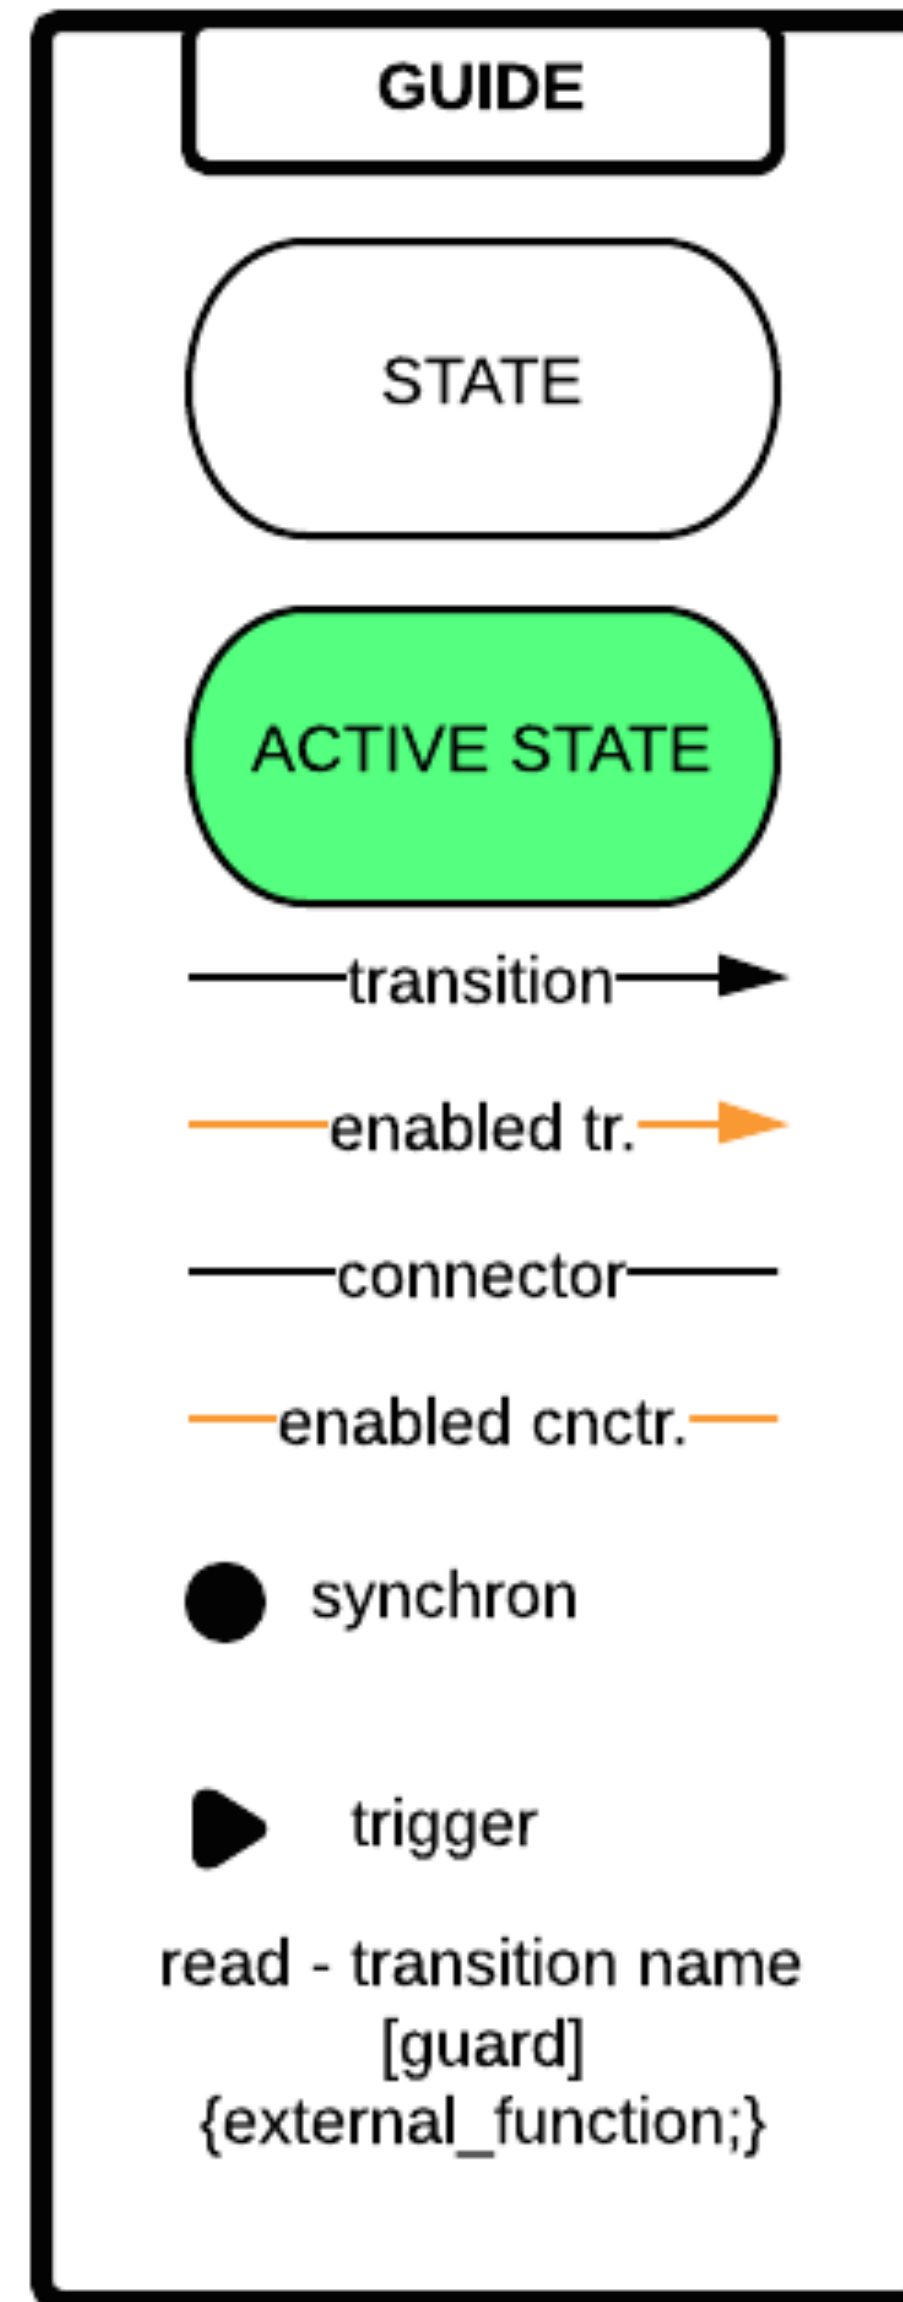 GUIDE
STATE
ACTIVE STATE
transition
enabled tr.
connector
enabled cnctr.
synchron
trigger
read - transition name
[guard]
{external_function;}